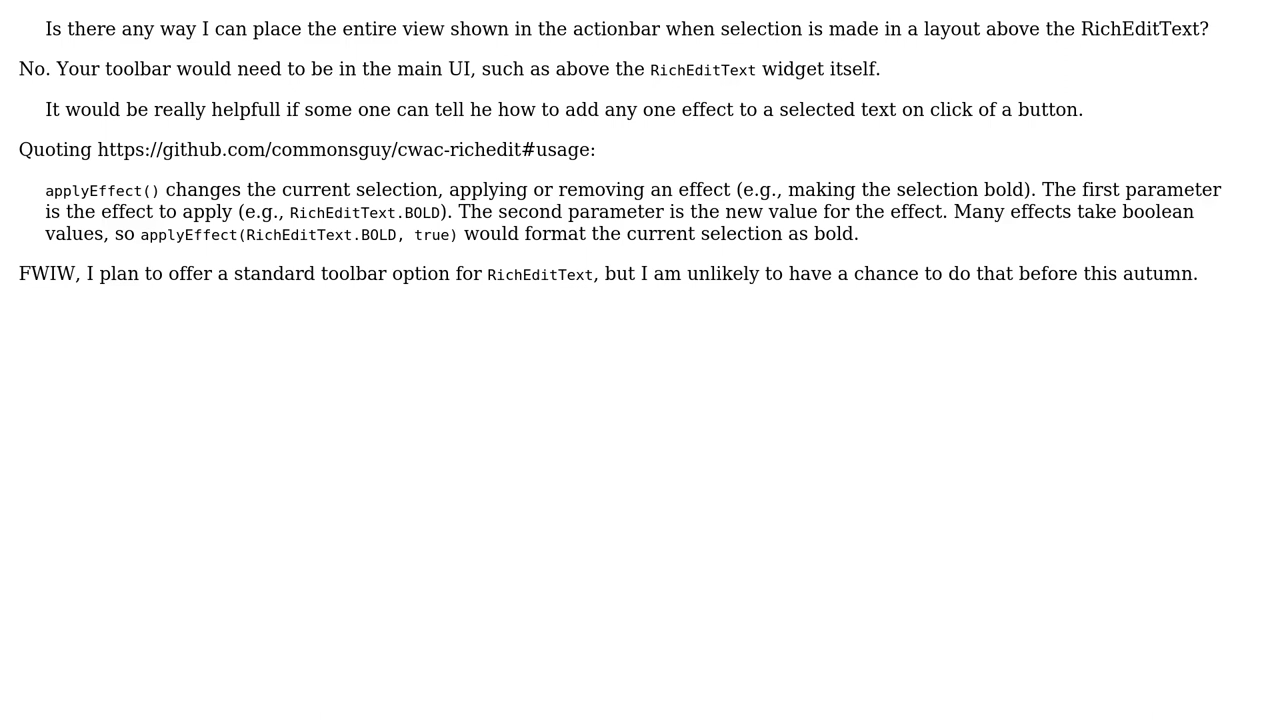 Is there any way I can place the entire view shown in the actionbar when selection is made in a layout above the RichEditText?
No. Your toolbar would need to be in the main UI, such as above the RichEditText widget itself.
It would be really helpfull if some one can tell he how to add any one effect to a selected text on click of a button.
Quoting https://github.com/commonsguy/cwac-richedit#usage:
applyEffect() changes the current selection, applying or removing an effect (e.g., making the selection bold). The first parameter
is the effect to apply (e.g., RichEditText.BOLD). The second parameter is the new value for the effect. Many effects take boolean
values, so applyEffect(RichEditText.BOLD, true) would format the current selection as bold.
FWIW, I plan to offer a standard toolbar option for RichEditText, but I am unlikely to have a chance to do that before this autumn.